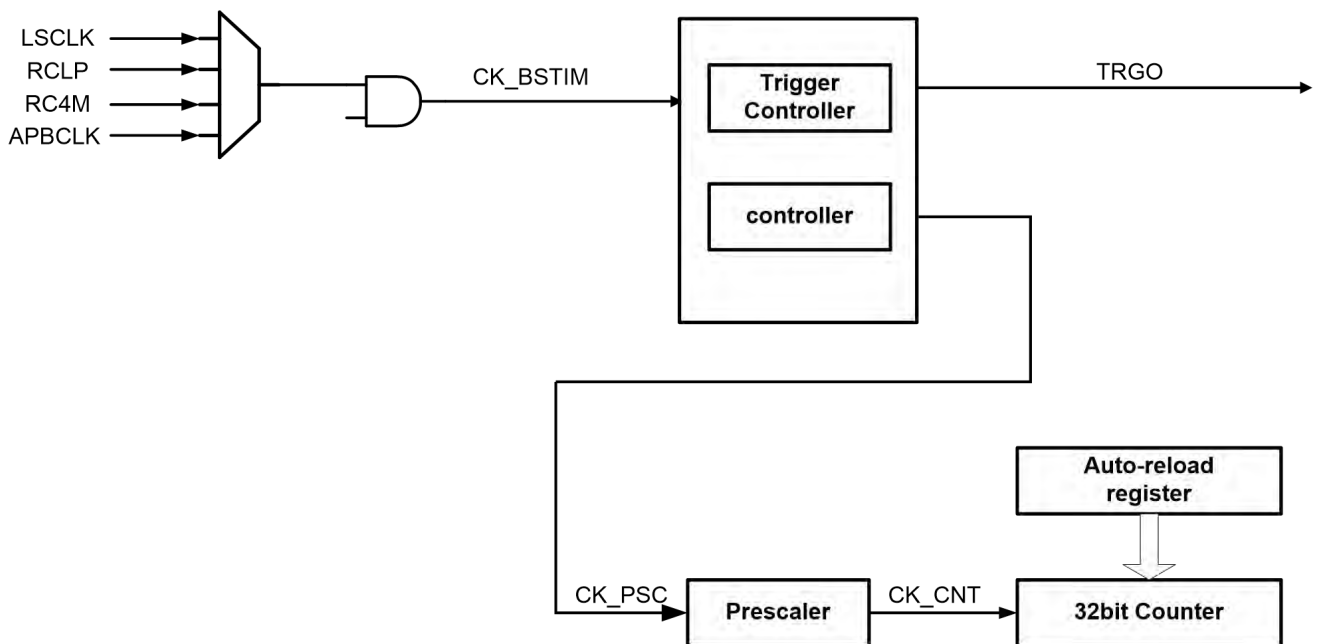 LSCLK
RCLP
RC4M
APBCLK
CK_BSTIM
Trigger
Controller
controller
TRGO
Auto-reload
register
CK_PSC
Prescaler
CK_CNT
32bit Counter